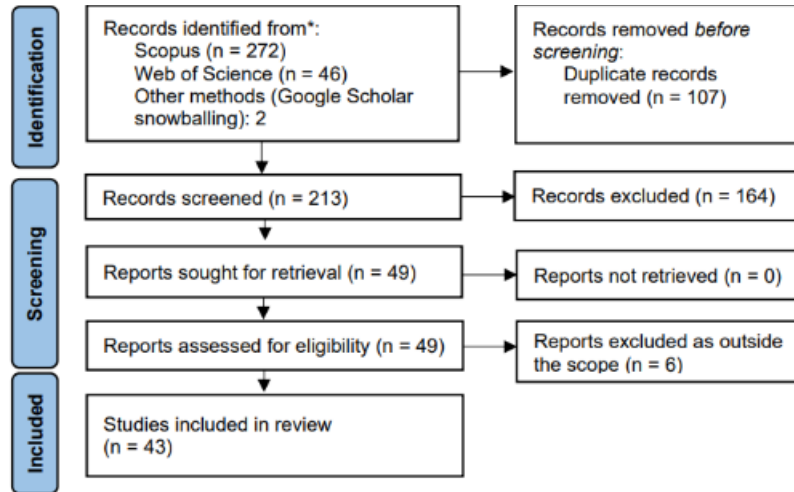 Identification
Records identified from*:
Scopus (n = 272)
Web of Science (n = 46)
Other methods (Google Scholar
snowballing): 2
Records removed before
screening:
Duplicate records
removed (n = 107)
Screening
Records screened (n = 213)
Records excluded (n = 164)
Reports sought for retrieval (n = 49)
Reports not retrieved (n = 0)
Reports assessed for eligibility (n = 49)
Reports excluded as outside
the scope (n = 6)
Included
Studies included in review
(n = 43)